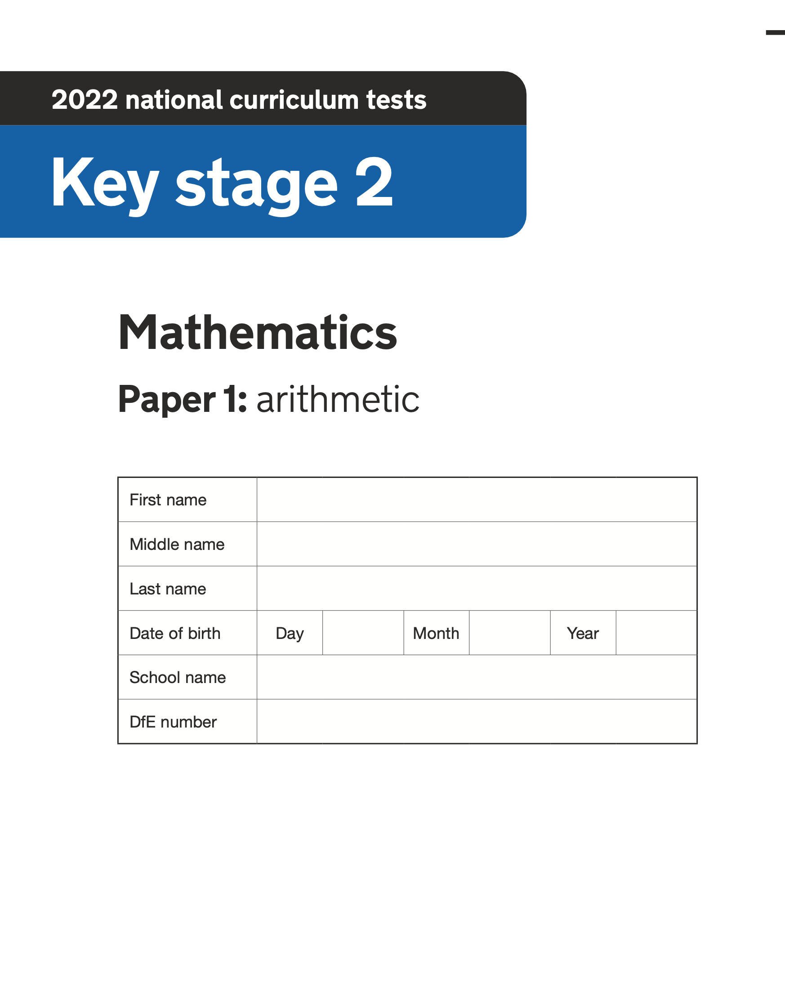 2022 national curriculum tests
Key stage 2
Mathematics
Paper 1: arithmetic
First name
Middle name
Last name
Date of birth Day Month Year
School name
DfE number